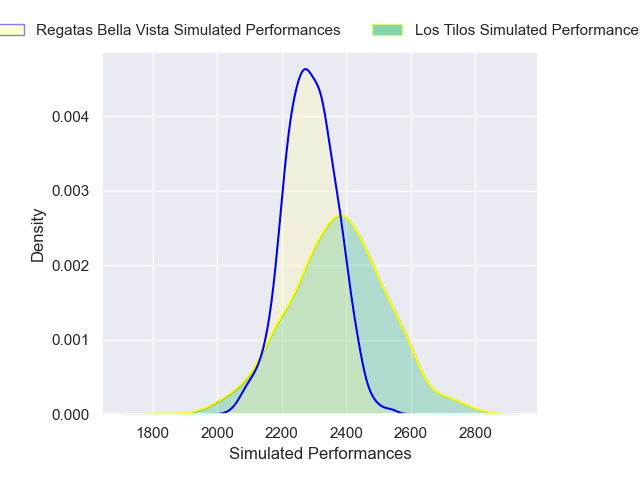 Regatas Bella Vista Simulated Performances
Los Tilos Simulated Performance
0.004
0.003
0.002
0.001
0.000
Density
1800 2000 2200 2400 2600 2800
Simulated Performances